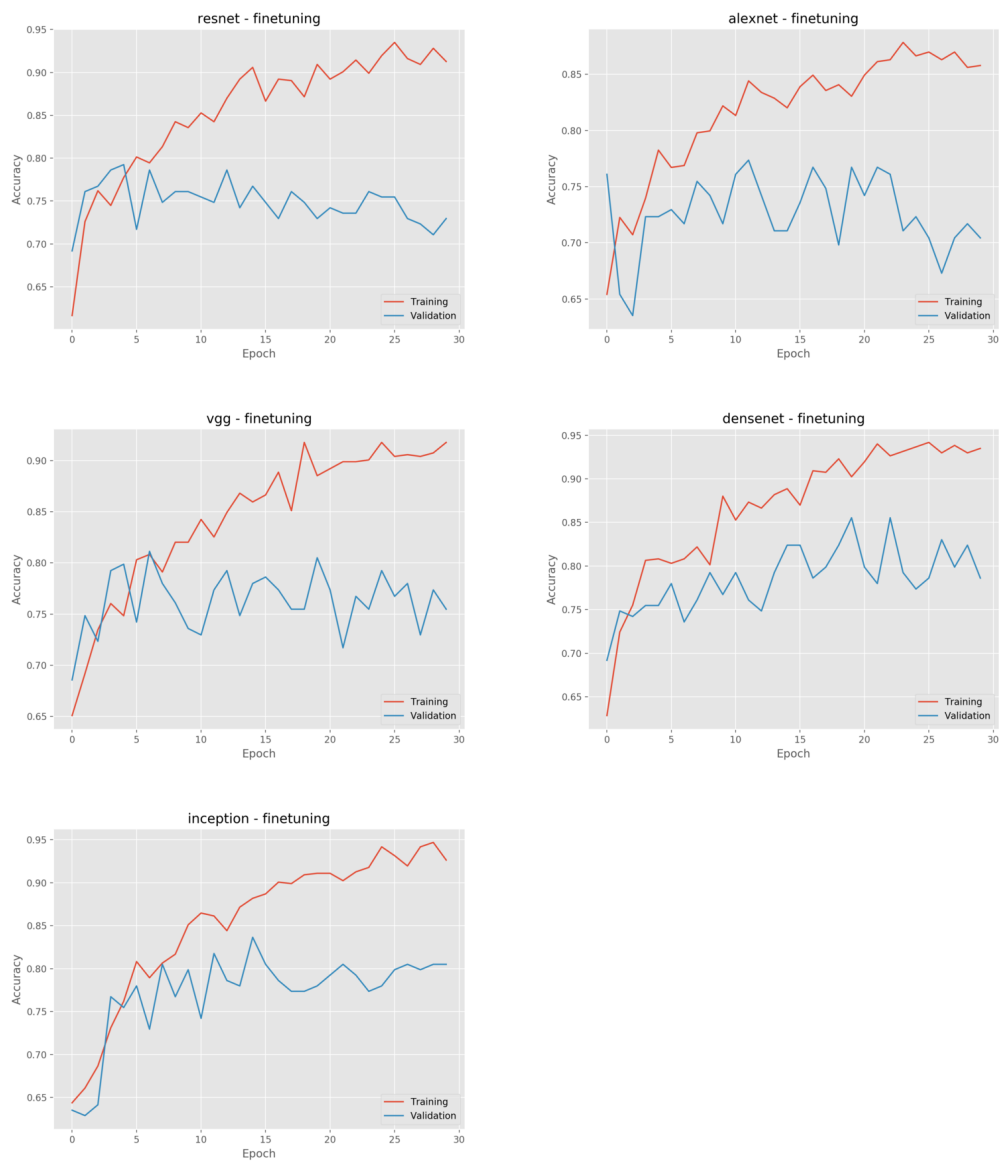 resnet - finetuning
0.95
0.90
0.85
0.80
0.75
0.70
0.65
Accuracy
0 5 10 15 20 25 30
Epoch
Training
Validation
alexnet - finetuning
0.85
0.80
0.75
0.70
0.65
Accuracy
0 5 10 15 20 25 30
Epoch
Training
Validation
vgg - finetuning
0.90
0.85
0.80
0.75
0.70
0.65
Accuracy
0 5 10 15 20 25 30
Epoch
Training
Validation
densenet - finetuning
0.95
0.90
0.85
0.80
0.75
0.70
0.65
Accuracy
0 5 10 15 20 25 30
Epoch
Training
Validation
inception - finetuning
0.95
0.90
0.85
0.80
0.75
0.70
0.65
Accuracy
0 5 10 15 20 25 30
Epoch
Training
Validation